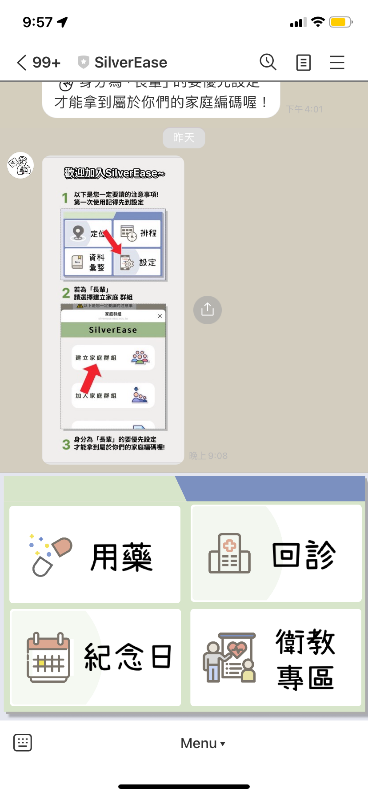 9:57
99+ SilverEase
身分為「長輩」的要優先設定
才能拿到屬於你們的家庭編碼喔！
下午 4:01
昨天
歡迎加入SilverEase~
1 以下是您一定要讀的注意事項!
第一次使用記得先到設定
定位
排程
資料
彙整
設定
2 若為「長輩」
請選擇建立家庭 群組
家庭群組
SilverEase
建立家庭群組
加入家庭群組
3 身分為「長輩」的要優先設定
才能拿到屬於你們的家庭編碼喔!
晚上 9:08
用藥
回診
紀念日
衛教
專區
Menu